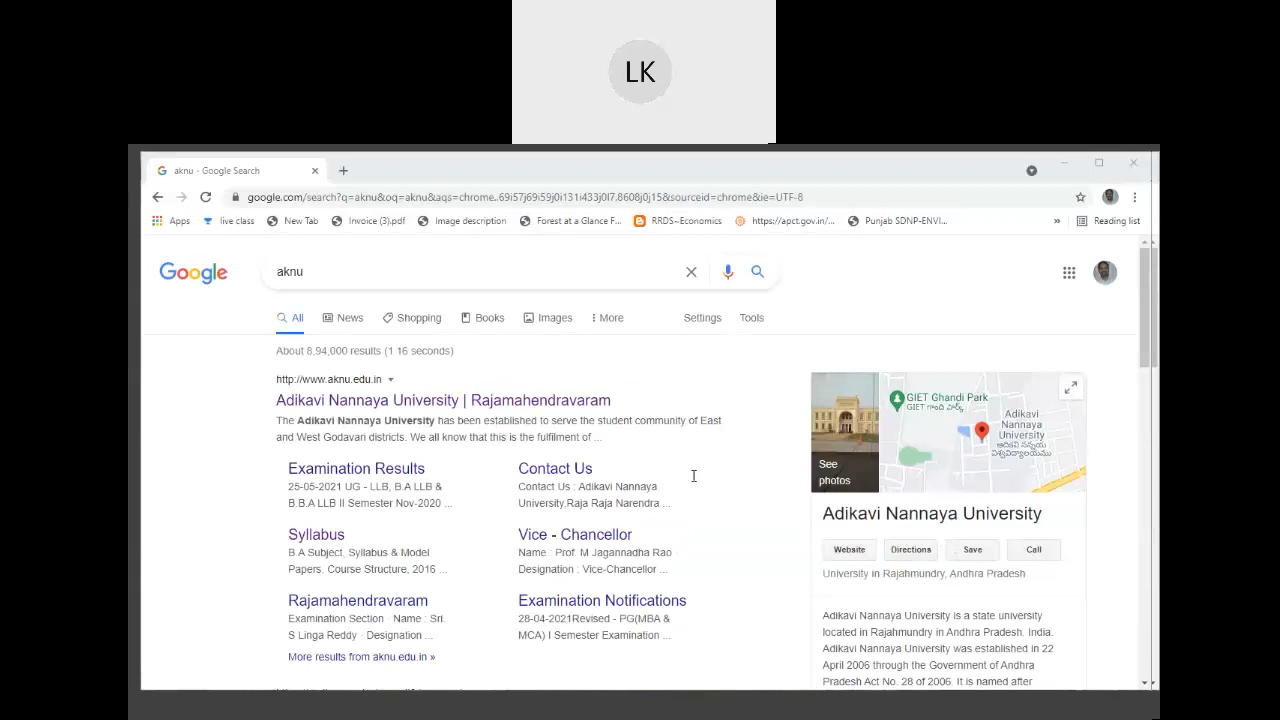 LK
aknu - Google Search
google.com/search?q=aknu&oq=aknu&aqs=chrome..69i57j69i59j0i131i433j0l7.8608j0j15&sourceid=chrome&ie=UTF-8
Apps live class New Tab Invoice (3).pdf Image description Forest at a Glance F... RRDS~Economics https://apct.gov.in/... Punjab SDNP-ENVI... » Reading list
Google
aknu
All News Shopping Books Images More Settings Tools
About 8,94,000 results (1 16 seconds)
http://www.aknu.edu.in
Adikavi Nannaya University | Rajamahendravaram
The Adikavi Nannaya University has been established to serve the student community of East
and West Godavari districts. We all know that this is the fulfilment of ...
Examination Results
25-05-2021 UG - LLB, B.A LLB &
B.B.A LLB II Semester Nov-2020 ...
Contact Us
Contact Us : Adikavi Nannaya
University,Raja Raja Narendra ...
Syllabus
B.A Subject, Syllabus & Model
Papers, Course Structure, 2016 ...
Vice - Chancellor
Name : Prof. M Jagannadha Rao
Designation : Vice-Chancellor ...
Rajamahendravaram
Examination Section · Name : Sri.
S Linga Reddy · Designation ...
Examination Notifications
28-04-2021Revised - PG(MBA &
MCA) I Semester Examination ...
More results from aknu.edu.in »
See
photos
GIET Ghandi Park
GIET గాంధీ పార్క్
Adikavi
Nannaya
University
ఆదికవి నన్నయ
విశ్వవిద్యాలయము
Adikavi Nannaya University
Website Directions Save Call
University in Rajahmundry, Andhra Pradesh
Adikavi Nannaya University is a state university
located in Rajahmundry in Andhra Pradesh, India.
Adikavi Nannaya University was established in 22
April 2006 through the Government of Andhra
Pradesh Act No. 28 of 2006. It is named after